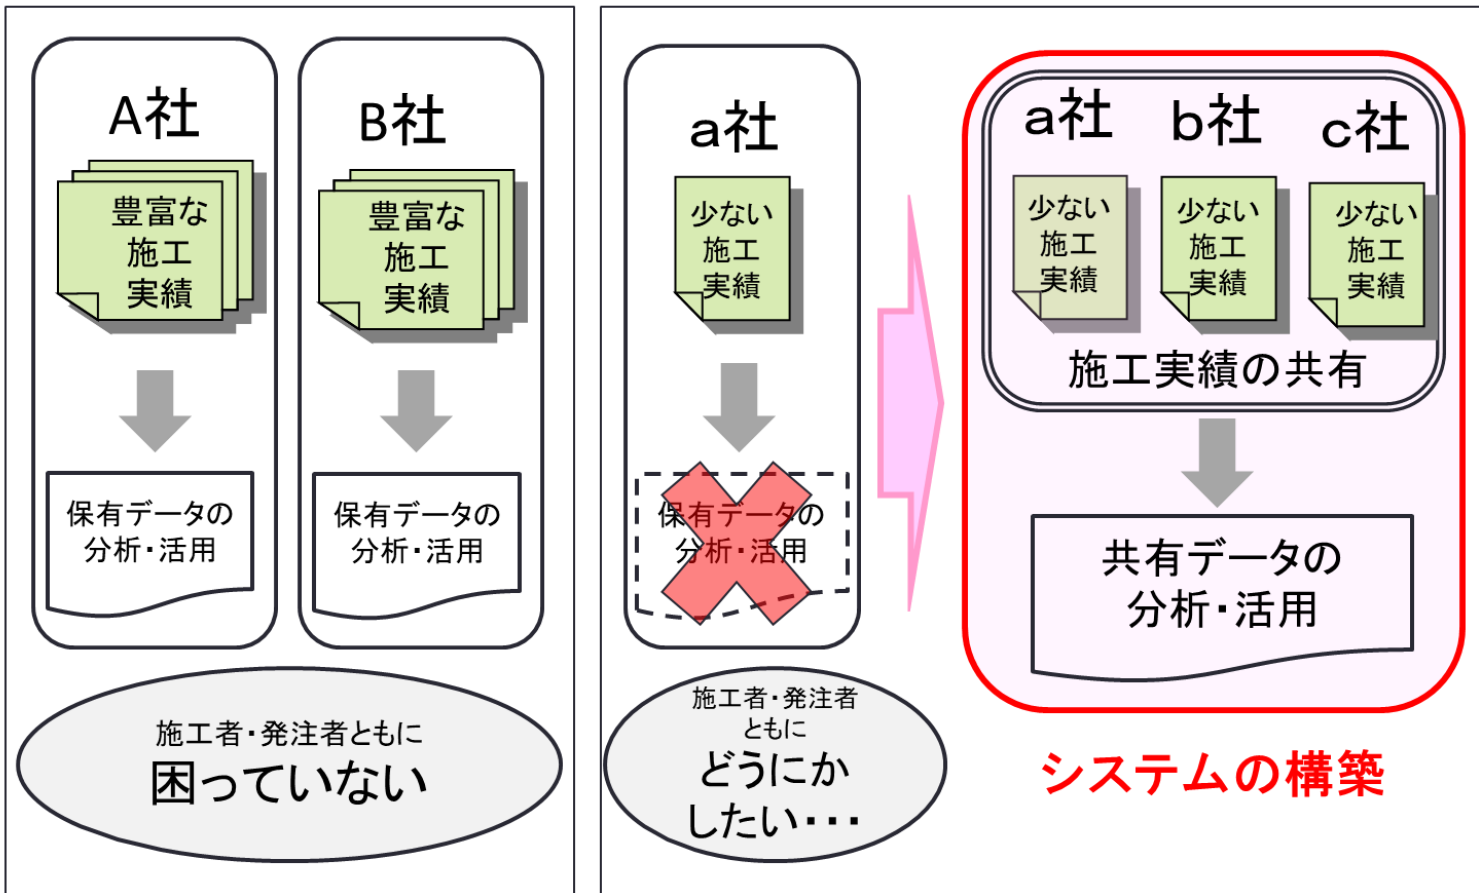 A社
豊富な
施工
実績
保有データの
分析・活用
B社
豊富な
施工
実績
保有データの
分析・活用
施工者・発注者ともに
困っていない
a社
少ない
施工
実績
保有データの
分析・活用
施工者・発注者
ともに
どうにか
したい・・・
a社
少ない
施工
実績
b社
少ない
施工
実績
c社
少ない
施工
実績
施工実績の共有
共有データの
分析・活用
システムの構築